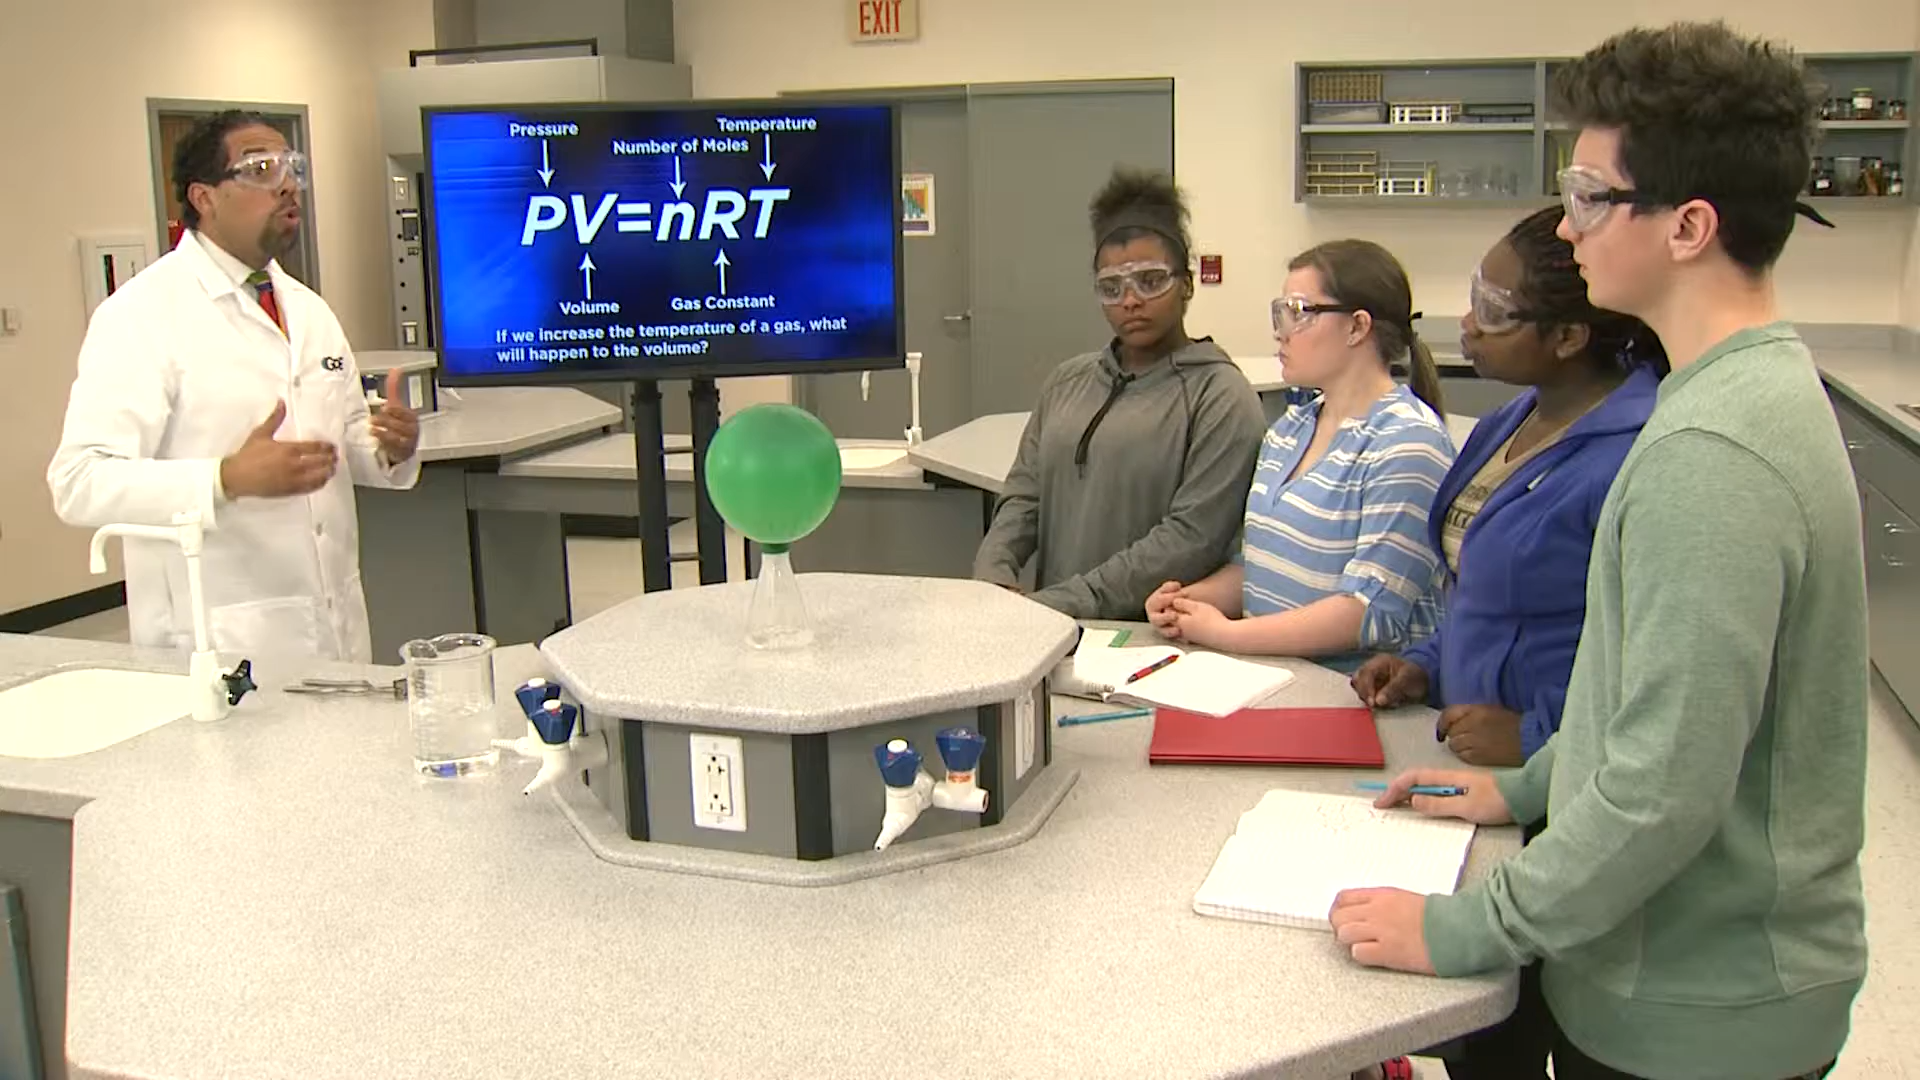 EXIT
Pressure
Temperature
Number of Moles
PV=nRT
Volume
Gas Constant
If we increase the temperature of a gas, what
will happen to the volume?